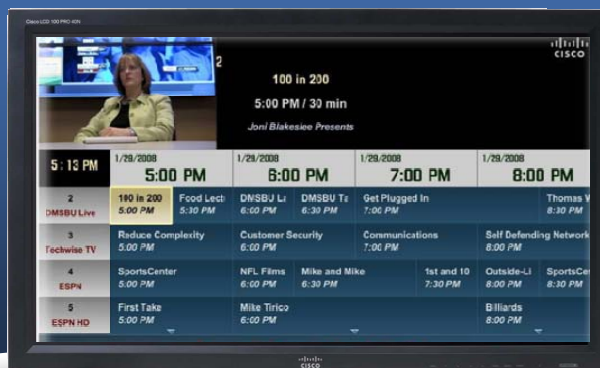 Cisco LCD 100 PRO-40N
2
CISCO
100 in 200
5:00 PM / 30 min
Joni Blakeslee Presents
5:13 PM
1/29/2008 1/29/2008 1/29/2008 1/29/2008
5:00 PM 6:00 PM 7:00 PM 8:00 PM
2 100 in 200 Food Lect DMSBU Li DMSBU Ta Get Plugged In Thomas W
DMSBU Live 5:00 PM 5:30 PM 6:00 PM 6:30 PM 7:00 PM 8:30 PM
3 Reduce Complexity Customer Security Communications Self Defending Network
Techwise TV 5:00 PM 6:00 PM 7:00 PM 8:00 PM
4 SportsCenter NFL Films Mike and Mike 1st and 10 Outside-Li SportsCe
ESPN 5:00 PM 6:00 PM 6:30 PM 7:30 PM 8:00 PM 8:30 PM
5 First Take Mike Tirico Billiards
ESPN HD 5:00 PM 6:00 PM 8:00 PM
CISCO